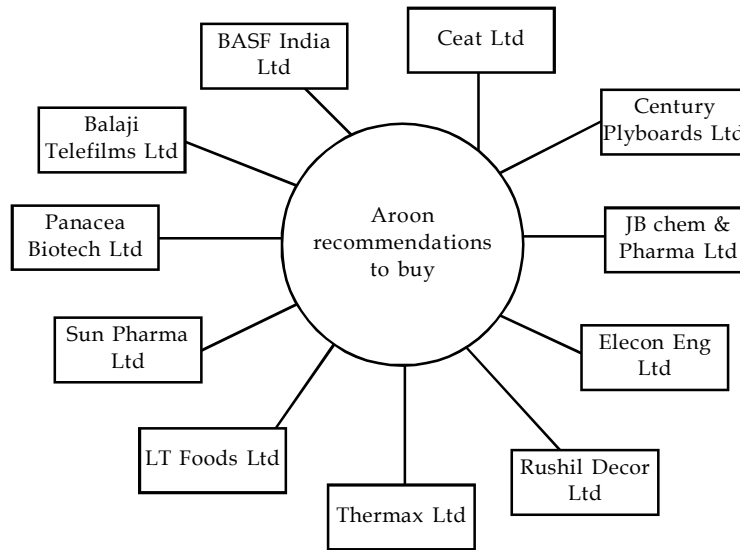 BASF India
Ltd
Ceat Ltd
Century
Plyboards Ltd
Balaji
Telefilms Ltd
Aroon
recommendations
to buy
Panacea
Biotech Ltd
JB chem &
Pharma Ltd
Sun Pharma
Ltd
Elecon Eng
Ltd
LT Foods Ltd
Rushil Decor
Ltd
Thermax Ltd